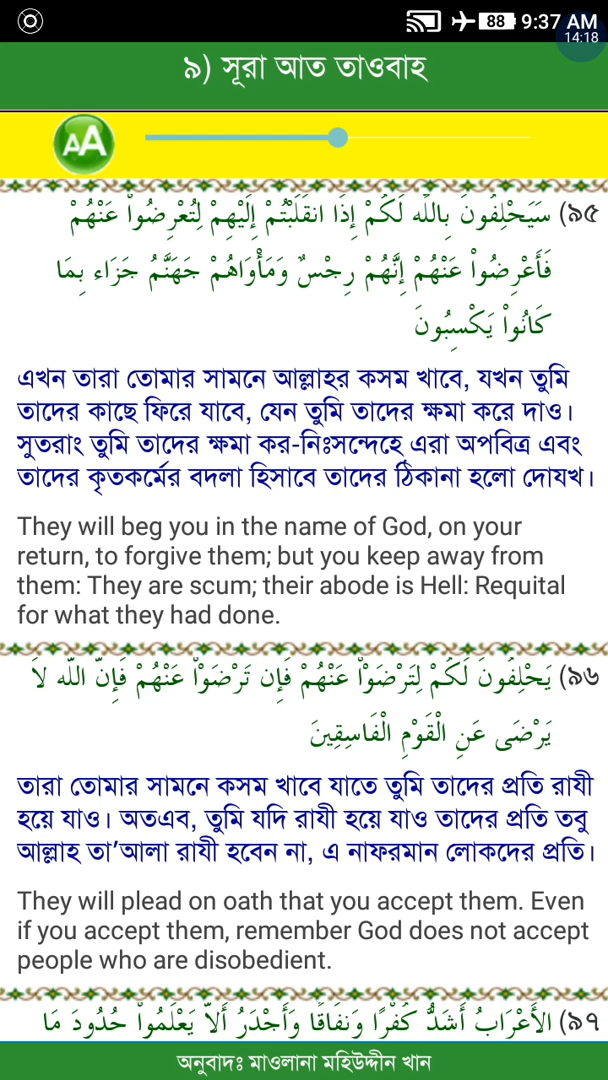 88 9:37 AM
14:18
৯) সূরা আত তাওবাহ
AA
৯৫) سَيَحْلِفُونَ بِاللّهِ لَكُمْ إِذَا انقَلَبْتُمْ إِلَيْهِمْ لِتُعْرِضُواْ عَنْهُمْ
فَأَعْرِضُواْ عَنْهُمْ إِنَّهُمْ رِجْسٌ وَمَأْوَاهُمْ جَهَنَّمُ جَزَاء بِمَا
كَانُواْ يَكْسِبُونَ
এখন তারা তোমার সামনে আল্লাহর কসম খাবে, যখন তুমি
তাদের কাছে ফিরে যাবে, যেন তুমি তাদের ক্ষমা করে দাও।
সুতরাং তুমি তাদের ক্ষমা কর-নিঃসন্দেহে এরা অপবিত্র এবং
তাদের কৃতকর্মের বদলা হিসাবে তাদের ঠিকানা হলো দোযখ।
They will beg you in the name of God, on your
return, to forgive them; but you keep away from
them: They are scum; their abode is Hell: Requital
for what they had done.
৯৬) يَحْلِفُونَ لَكُمْ لِتَرْضَوْاْ عَنْهُمْ فَإِن تَرْضَوْاْ عَنْهُمْ فَإِنَّ اللّهَ لاَ
يَرْضَى عَنِ الْقَوْمِ الْفَاسِقِينَ
তারা তোমার সামনে কসম খাবে যাতে তুমি তাদের প্রতি রাযী
হয়ে যাও। অতএব, তুমি যদি রাযী হয়ে যাও তাদের প্রতি তবু
আল্লাহ তা’আলা রাযী হবেন না, এ নাফরমান লোকদের প্রতি।
They will plead on oath that you accept them. Even
if you accept them, remember God does not accept
people who are disobedient.
৯৭) الأَعْرَابُ أَشَدُّ كُفْرًا وَنِفَاقًا وَأَجْدَرُ أَلاَّ يَعْلَمُواْ حُدُودَ مَا
অনুবাদঃ মাওলানা মহিউদ্দীন খান